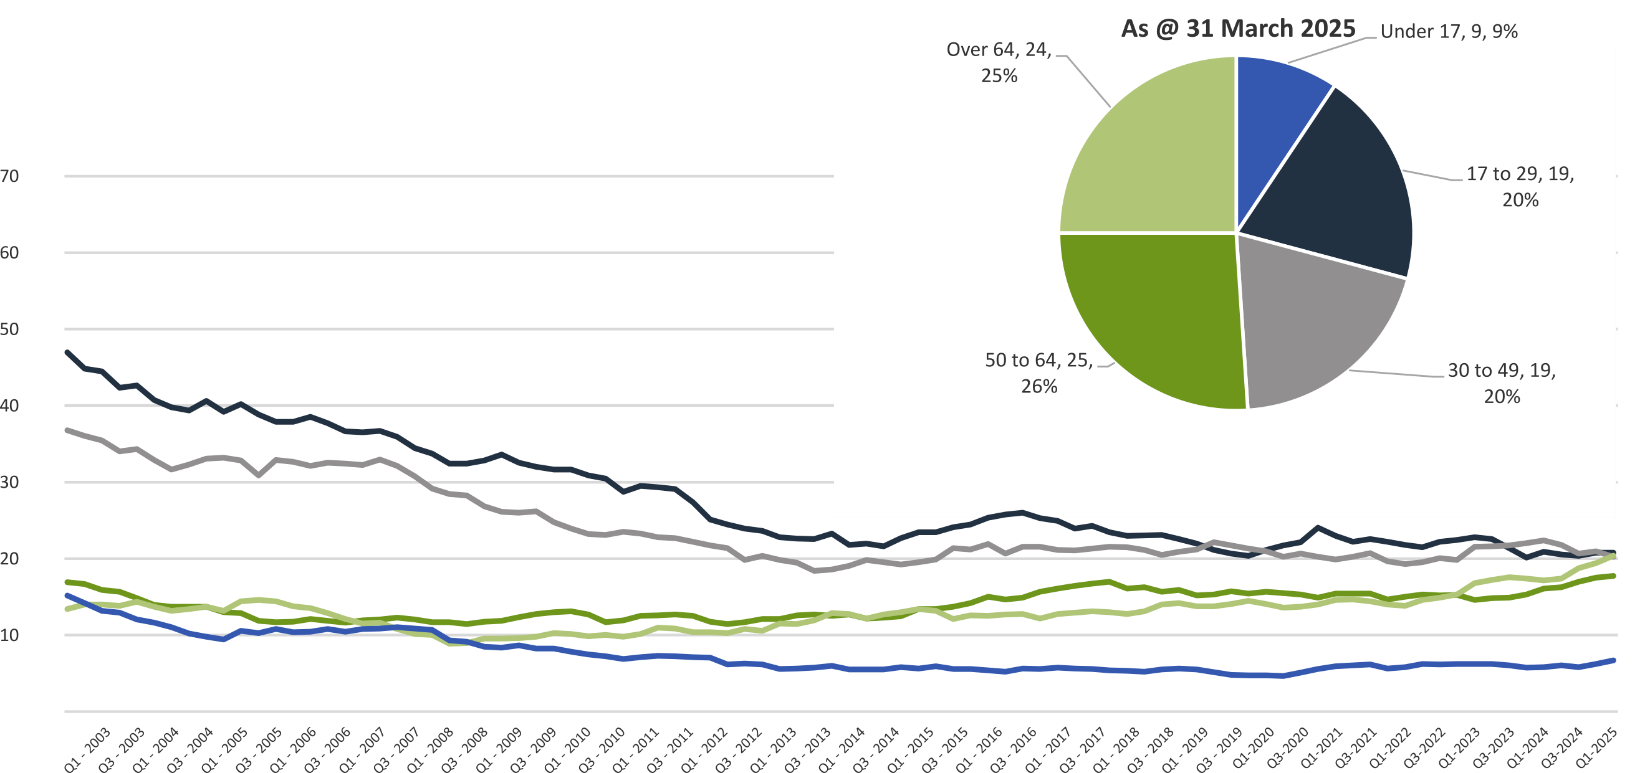 As @ 31 March 2025
Under 17, 9, 9%
Over 64, 24,
25%
17 to 29, 19,
20%
50 to 64, 25,
26%
30 to 49, 19,
20%
70
60
50
40
30
20
10
Q1 - 2003
Q3 - 2003
Q1 - 2004
Q3 - 2004
Q1 - 2005
Q3 - 2005
Q1 - 2006
Q3 - 2006
Q1 - 2007
Q3 - 2007
Q1 - 2008
Q3 - 2008
Q1 - 2009
Q3 - 2009
Q1 - 2010
Q3 - 2010
Q1 - 2011
Q3 - 2011
Q1 - 2012
Q3 - 2012
Q1 - 2013
Q3 - 2013
Q1 - 2014
Q3 - 2014
Q1 - 2015
Q3 - 2015
Q1 - 2016
Q3 - 2016
Q1 - 2017
Q3 - 2017
Q1 - 2018
Q3 - 2018
Q1 - 2019
Q3 - 2019
Q1-2020
Q3-2020
Q1-2021
Q3-2021
Q1-2022
Q3-2022
Q1-2023
Q3-2023
Q1-2024
Q3-2024
Q1-2025